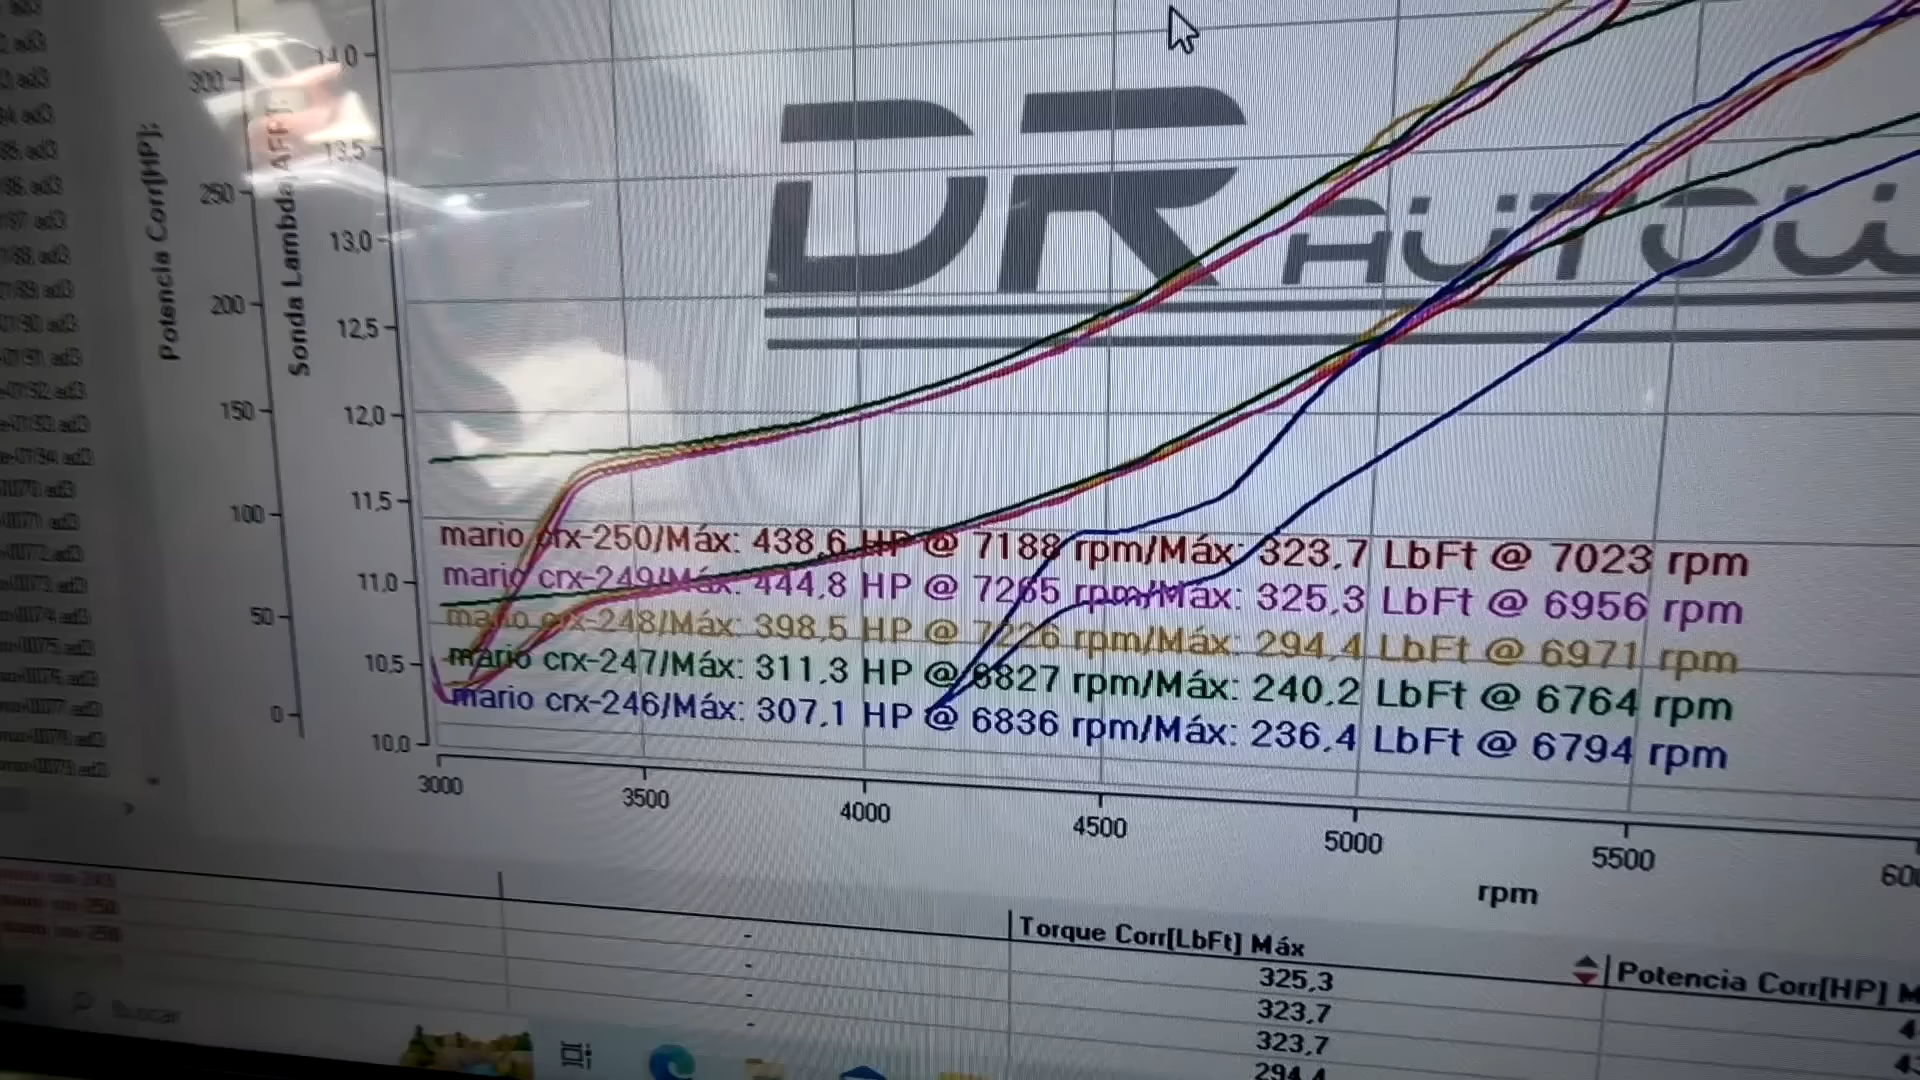 14,0
300
13,5
250
13,0
200
12,5
150
12,0
100
11,5
11,0
50
10,5
0
10,0
Potencia Corr[HP]:
Sonda Lambda[AFR]:
DR AUTOW
mario crx-250/Máx: 438,6 HP @ 7188 rpm/Máx: 323,7 LbFt @ 7023 rpm
mario crx-249/Máx: 444,8 HP @ 7265 rpm/Máx: 325,3 LbFt @ 6956 rpm
mario crx-248/Máx: 398,5 HP @ 7226 rpm/Máx: 294,4 LbFt @ 6971 rpm
mario crx-247/Máx: 311,3 HP @ 6827 rpm/Máx: 240,2 LbFt @ 6764 rpm
mario crx-246/Máx: 307,1 HP @ 6836 rpm/Máx: 236,4 LbFt @ 6794 rpm
3000 3500 4000 4500 5000 5500
rpm
Torque Corr[LbFt] Máx Potencia Corr[HP] M
325,3
323,7
323,7
294,4
Buscar